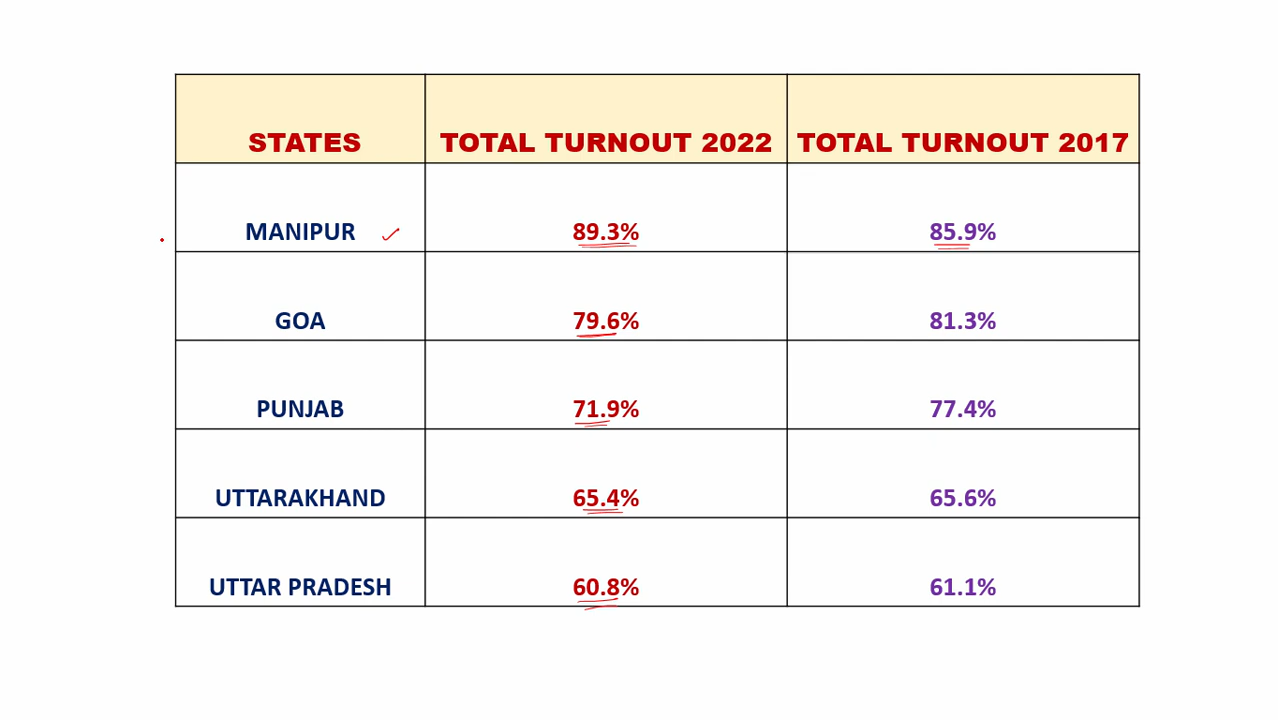 STATES TOTAL TURNOUT 2022 TOTAL TURNOUT 2017
MANIPUR 89.3% 85.9%
GOA 79.6% 81.3%
PUNJAB 71.9% 77.4%
UTTARAKHAND 65.4% 65.6%
UTTAR PRADESH 60.8% 61.1%